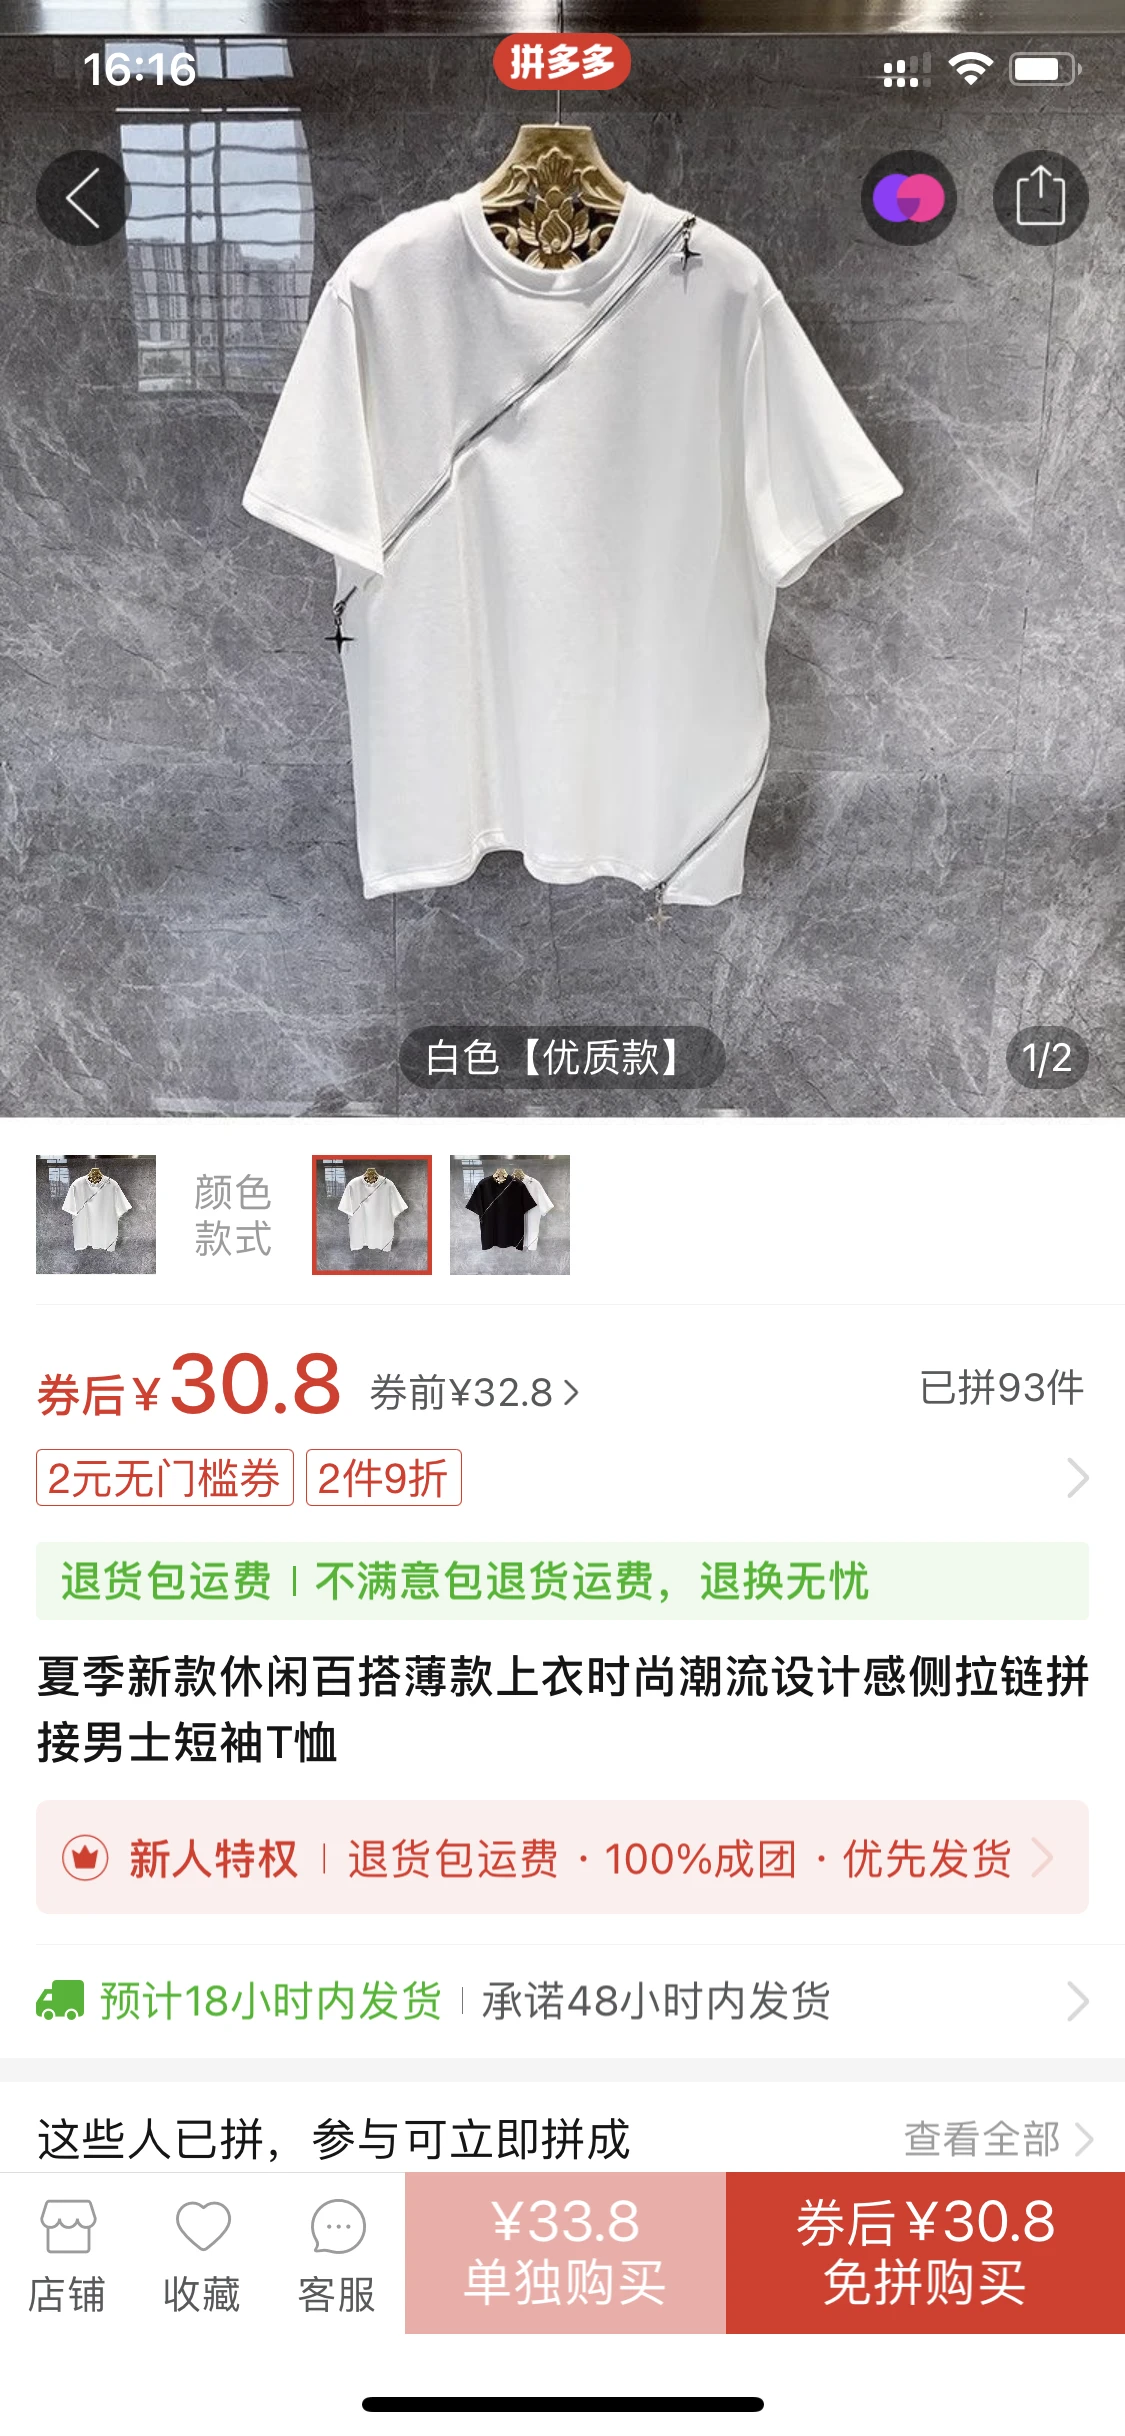 16:16
拼多多
白色【优质款】
1/2
颜色
款式
券后¥30.8 券前¥32.8 已拼93件
2元无门槛券 2件9折
退货包运费 不满意包退货运费，退换无忧
夏季新款休闲百搭薄款上衣时尚潮流设计感侧拉链拼
接男士短袖T恤
新人特权 退货包运费 · 100%成团 · 优先发货
预计18小时内发货 承诺48小时内发货
这些人已拼，参与可立即拼成 查看全部
店铺 收藏 客服
¥33.8
单独购买
券后¥30.8
免拼购买